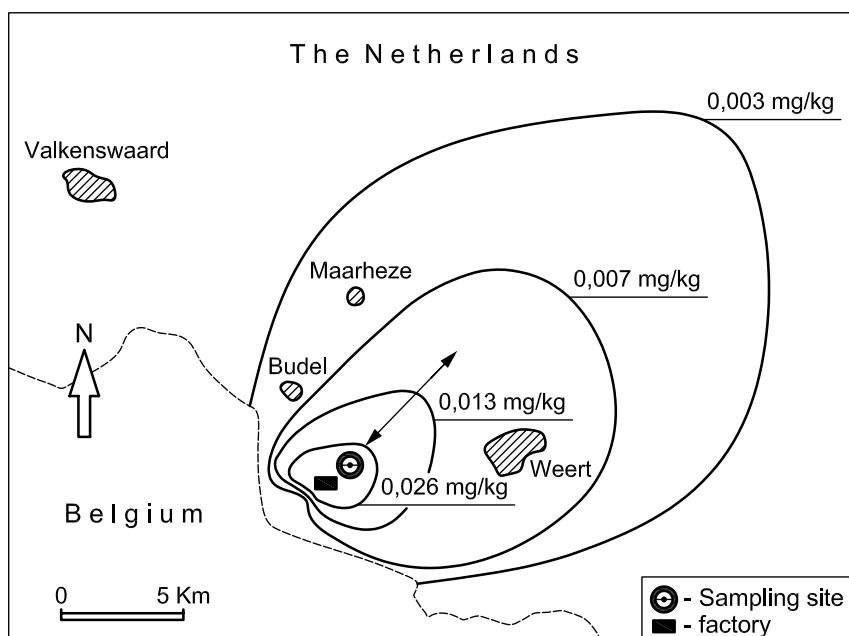 The Netherlands
0,003 mg/kg
Valkenswaard
Maarheze
0,007 mg/kg
N
Budel
0,013 mg/kg
Weert
0,026 mg/kg
Belgium
0 5 Km
- Sampling site
- factory